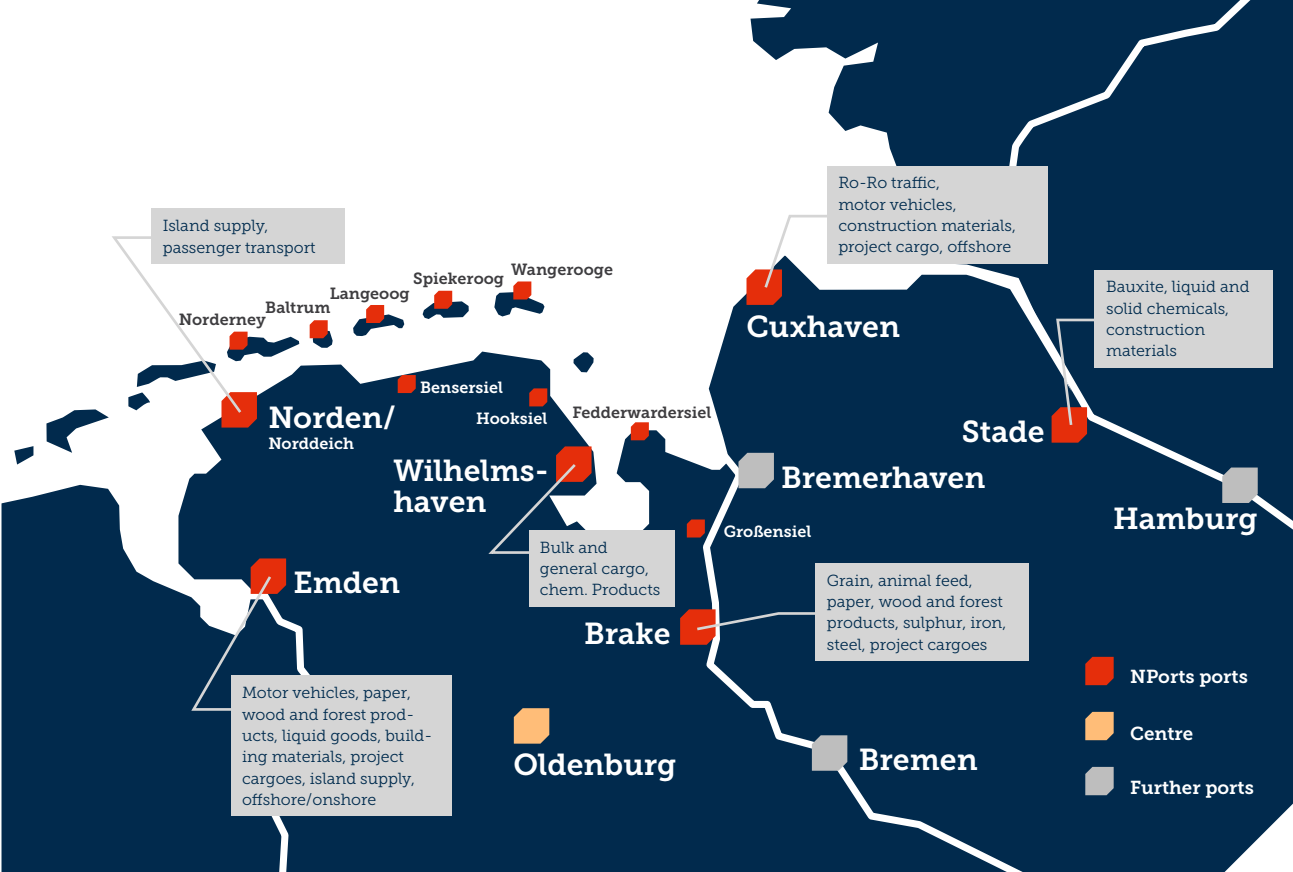 Ro-Ro traffic,
motor vehicles,
construction materials,
project cargo, offshore
Island supply,
passenger transport
Wangerooge
Spiekeroog
Langeoog
Baltrum
Norderney
Bauxite, liquid and
solid chemicals,
construction
materials
Cuxhaven
Bensersiel
Hooksiel
Fedderwardersiel
Norden/
Norddeich
Stade
Wilhelms-
haven
Bremerhaven
Hamburg
Großensiel
Bulk and
general cargo,
chem. Products
Emden
Grain, animal feed,
paper, wood and forest
products, sulphur, iron,
steel, project cargoes
Brake
Motor vehicles, paper,
wood and forest prod-
ucts, liquid goods, build-
ing materials, project
cargoes, island supply,
offshore/onshore
Oldenburg
Bremen
NPorts ports
Centre
Further ports